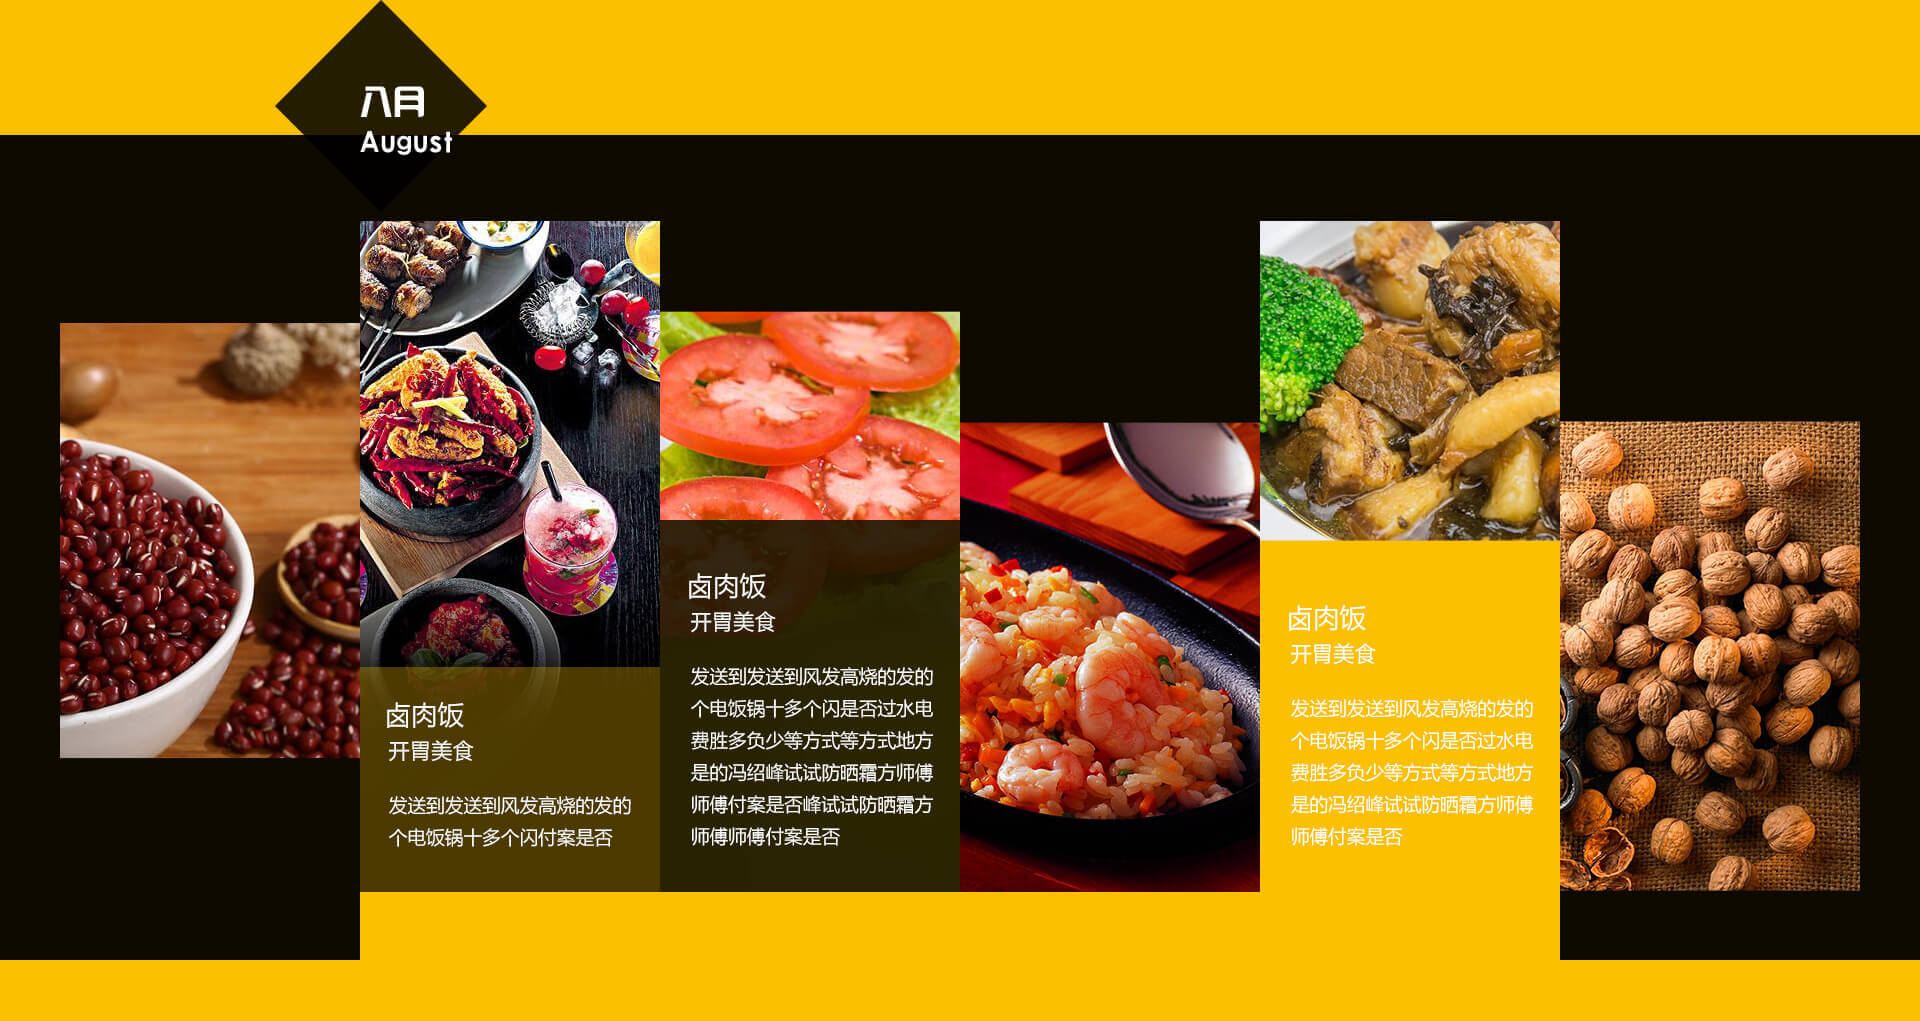 八月
August
卤肉饭
开胃美食
发送到发送到风发高烧的发的
个电饭锅十多个闪付案是否
卤肉饭
开胃美食
发送到发送到风发高烧的发的
个电饭锅十多个闪是否过水电
费胜多负少等方式等方式地方
是的冯绍峰试试防晒霜方师傅
师傅付案是否峰试试防晒霜方
师傅师傅付案是否
卤肉饭
开胃美食
发送到发送到风发高烧的发的
个电饭锅十多个闪是否过水电
费胜多负少等方式等方式地方
是的冯绍峰试试防晒霜方师傅
师傅付案是否